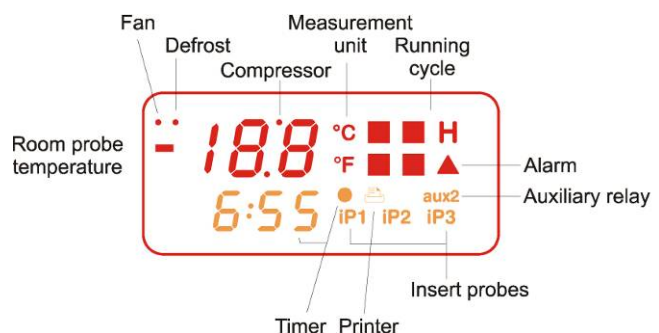 Fan
Defrost
Compressor
Measurement
unit
Running
cycle
Room probe
temperature
-18.8
°C
H
°F
Alarm
6:55
aux2
Auxiliary relay
iP1 iP2 iP3
Insert probes
Timer Printer